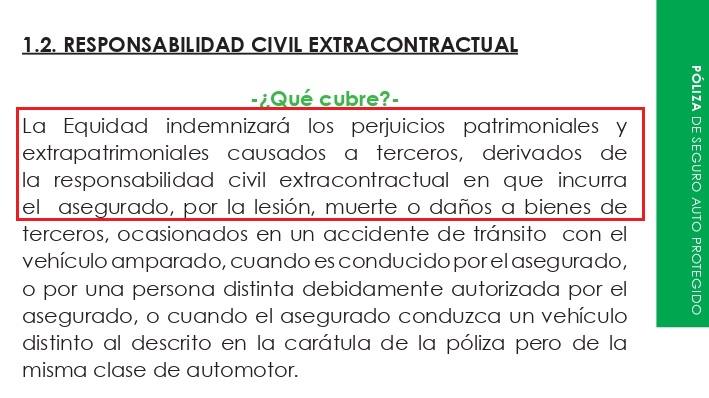 1.2. RESPONSABILIDAD CIVIL EXTRACONTRACTUAL
-¿Qué cubre?-
La Equidad indemnizará los perjuicios patrimoniales y
extrapatrimoniales causados a terceros, derivados de
la responsabilidad civil extracontractual en que incurra
el asegurado, por la lesión, muerte o daños a bienes de
terceros, ocasionados en un accidente de tránsito con el
vehículo amparado, cuando es conducido por el asegurado,
o por una persona distinta debidamente autorizada por el
asegurado, o cuando el asegurado conduzca un vehículo
distinto al descrito en la carátula de la póliza pero de la
misma clase de automotor.
PÓLIZA DE SEGURO AUTO PROTEGIDO